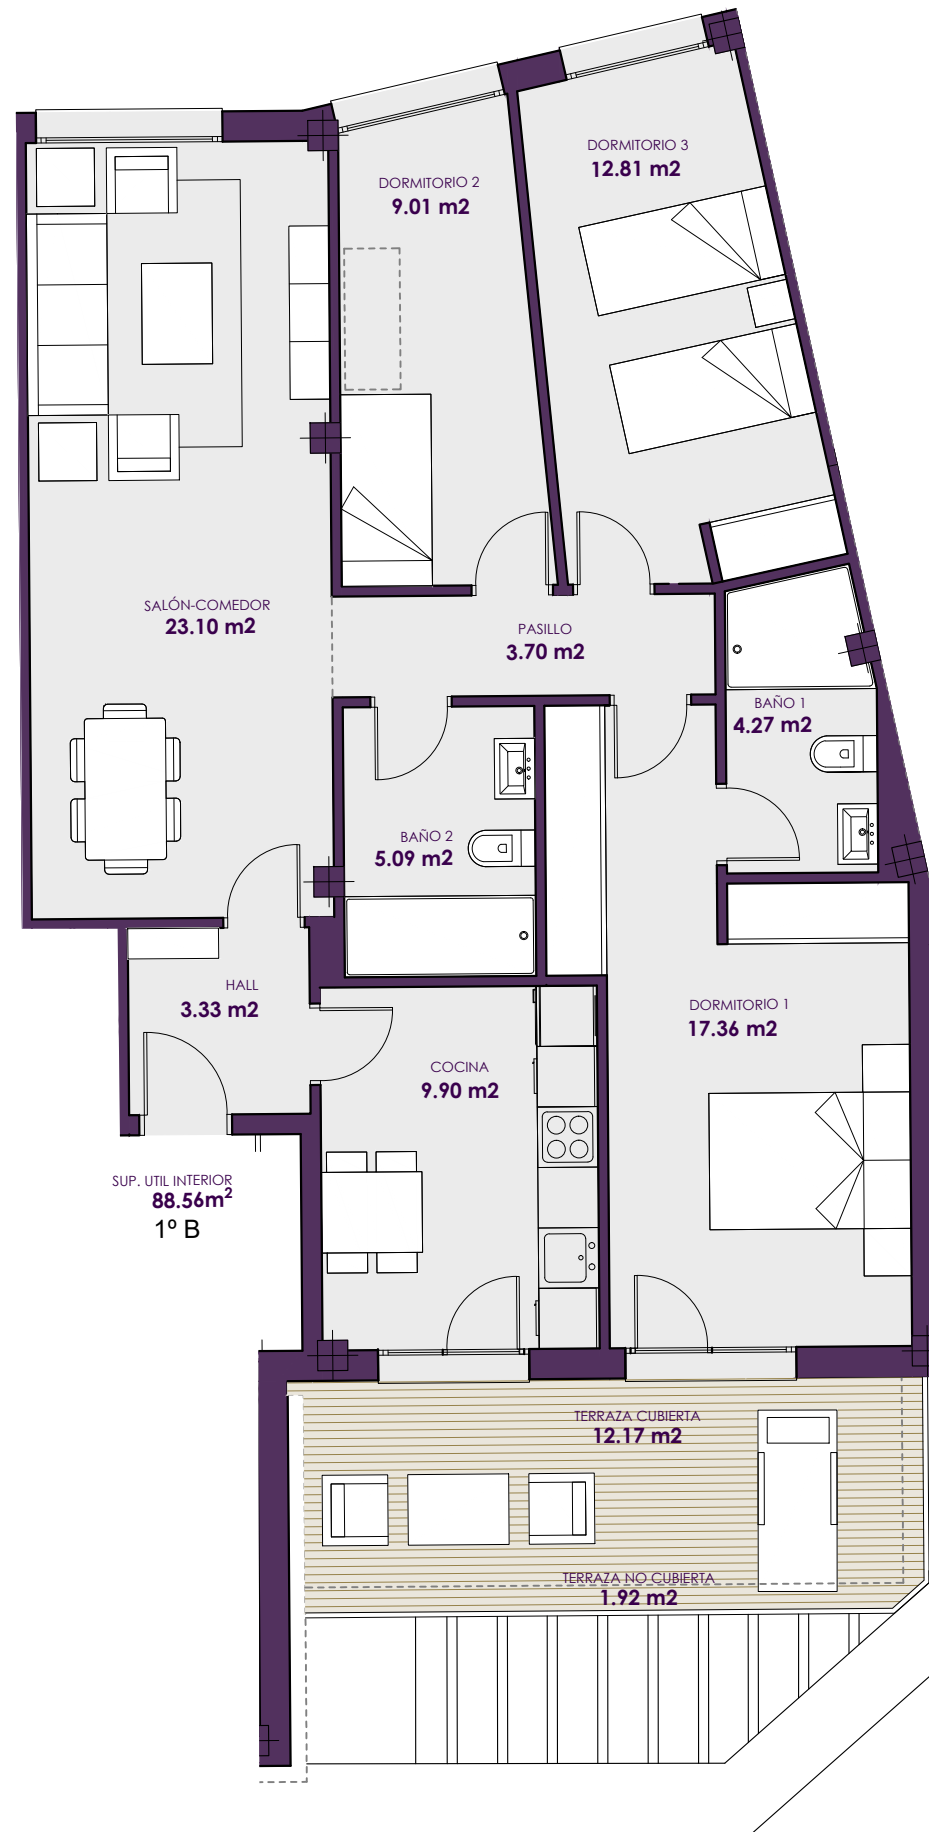 DORMITORIO 3
12.81 m2
DORMITORIO 2
9.01 m2
SALÓN-COMEDOR
23.10 m2
PASILLO
3.70 m2
BAÑO 1
4.27 m2
BAÑO 2
5.09 m2
HALL
3.33 m2
DORMITORIO 1
17.36 m2
COCINA
9.90 m2
SUP. UTIL INTERIOR
88.56m²
1º B
TERRAZA CUBIERTA
12.17 m2
TERRAZA NO CUBIERTA
1.92 m2